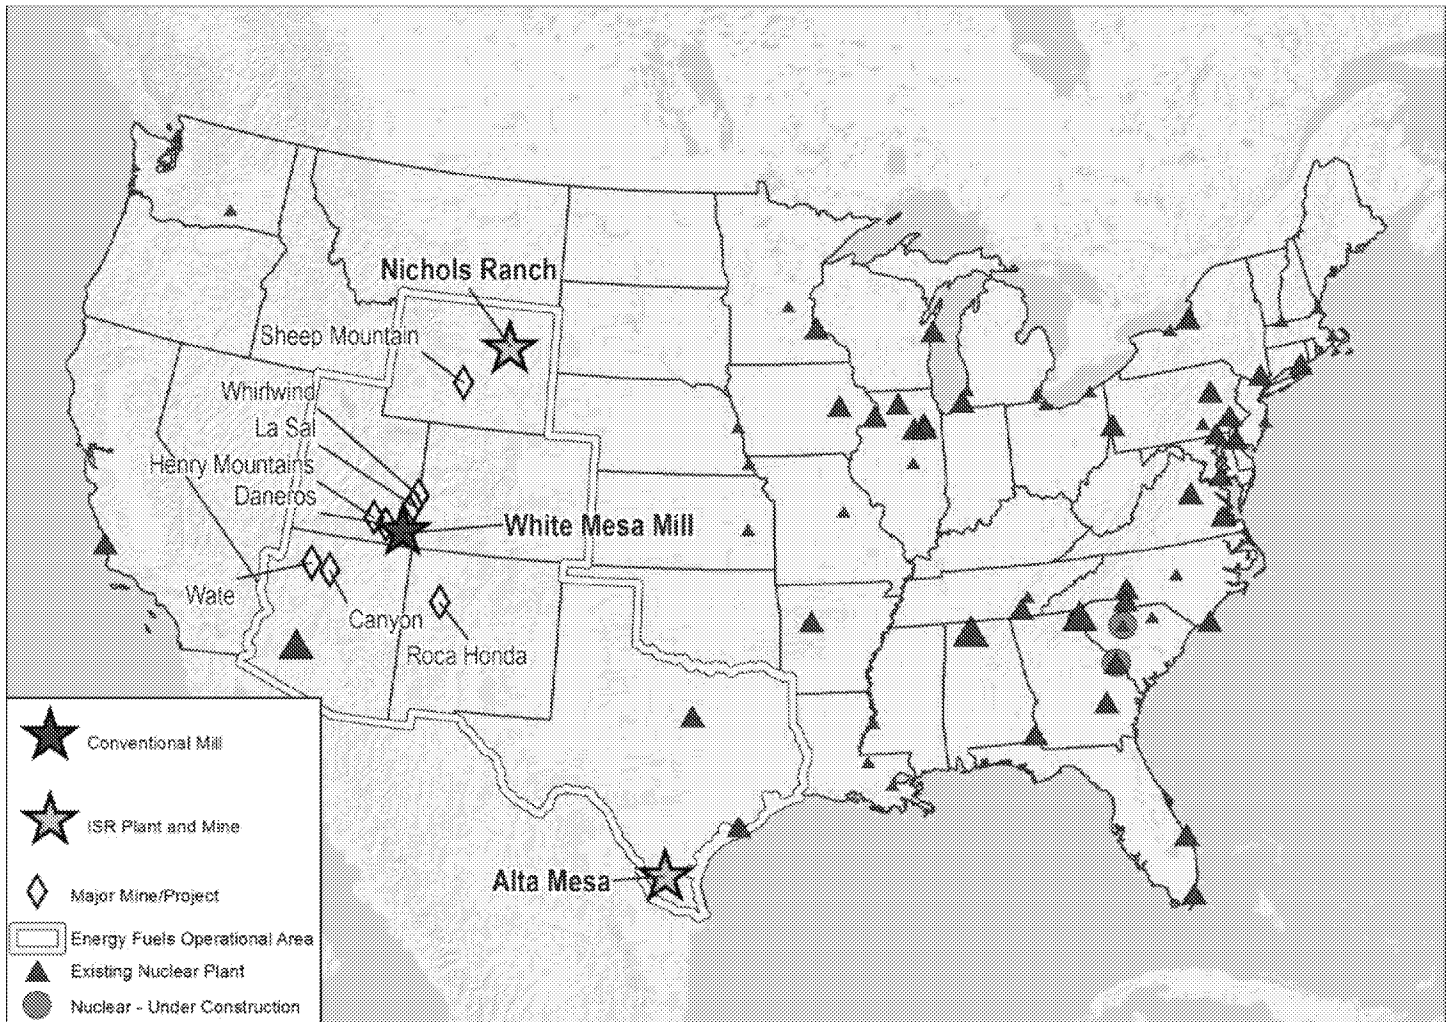 Nichols Ranch
Sheep Mountain
Whirlwind
La Sal
Henry Mountains
Daneros
White Mesa Mill
Wate
Canyon
Roca Honda
Alta Mesa
Conventional Mill
ISR Plant and Mine
Major Mine/Project
Energy Fuels Operational Area
Existing Nuclear Plant
Nuclear - Under Construction